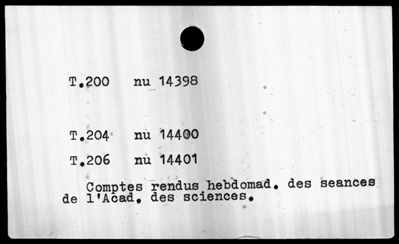 T.200 nu 14398
T.204 nu 14400
T.206 nu 14401
Comptes rendus hebdomad. des seances
de l'Acad. des sciences.